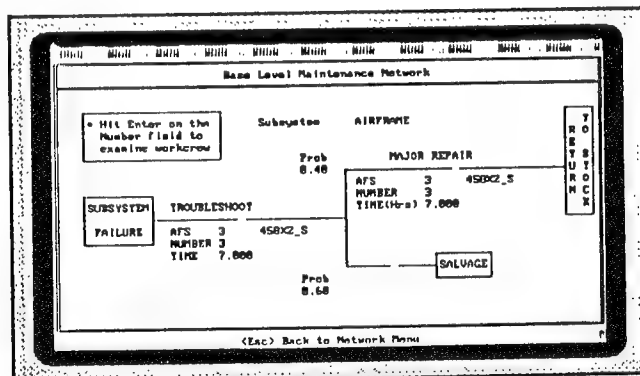 Base Level Maintenance Network
* Hit Enter on the
Number field to
examine workcrew
Subsystem AIRFRAME
Prob
0.40
MAJOR REPAIR
AFS 3 458X2_S
NUMBER 3
TIME(Hrs) 7.000
RETURN TO STOCK
SUBSYSTEM
FAILURE
TROUBLESHOOT
AFS 3 458X2_S
NUMBER 3
TIME 7.000
Prob
0.60
SALVAGE
<Esc> Back to Network Menu